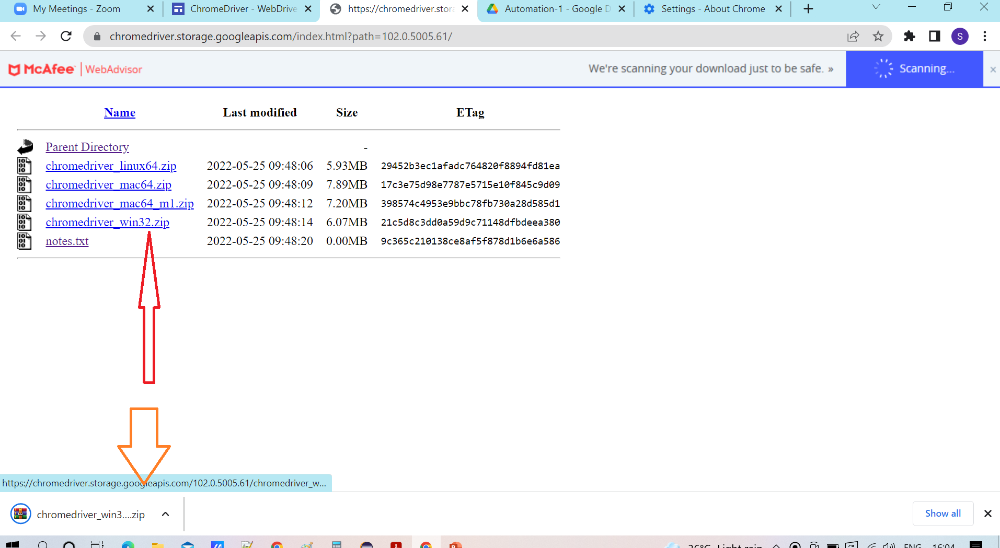 My Meetings - Zoom
ChromeDriver - WebDrive
https://chromedriver.stora
Automation-1 - Google D
Settings - About Chrome
chromedriver.storage.googleapis.com/index.html?path=102.0.5005.61/
S
McAfee WebAdvisor
We're scanning your download just to be safe. »
Scanning...
Name Last modified Size ETag
Parent Directory -
chromedriver_linux64.zip 2022-05-25 09:48:06 5.93MB 29452b3ec1afadc764820f8894fd81ea
chromedriver_mac64.zip 2022-05-25 09:48:09 7.89MB 17c3e75d98e7787e5715e10f845c9d09
chromedriver_mac64_m1.zip 2022-05-25 09:48:12 7.20MB 398574c4953e9bbc78fb730a28d585d1
chromedriver_win32.zip 2022-05-25 09:48:14 6.07MB 21c5d8c3dd0a59d9c71148dfbdeea380
notes.txt 2022-05-25 09:48:20 0.00MB 9c365c210138ce8af5f878d1b6e6a586
https://chromedriver.storage.googleapis.com/102.0.5005.61/chromedriver_w...
chromedriver_win3....zip
Show all
Light rain ENG 16:04